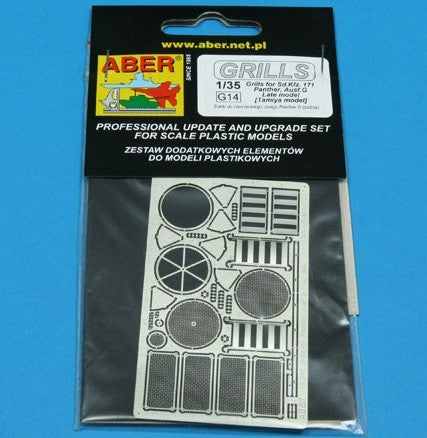 www.aber.net.pl
ABER®
SINCE 1995
GRILLS
1/35
G14
Grills for Sd.Kfz. 171
Panther, Ausf.G
Late model
[Tamiya model]
PROFESSIONAL UPDATE AND UPGRADE SET
FOR SCALE PLASTIC MODELS
ZESTAW DODATKOWYCH ELEMENTÓW
DO MODELI PLASTIKOWYCH